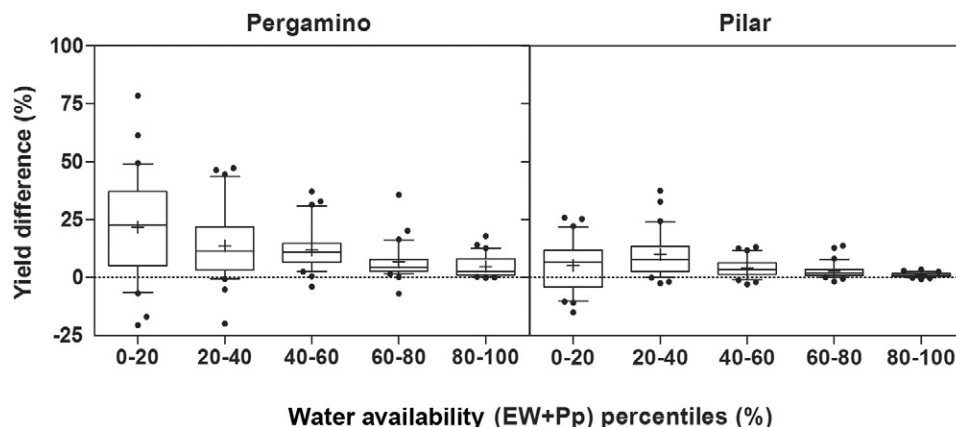 Pergamino Pilar
100
75
50
25
0
-25
Yield difference (%)
0-20 20-40 40-60 60-80 80-100 0-20 20-40 40-60 60-80 80-100
Water availability (EW+Pp) percentiles (%)